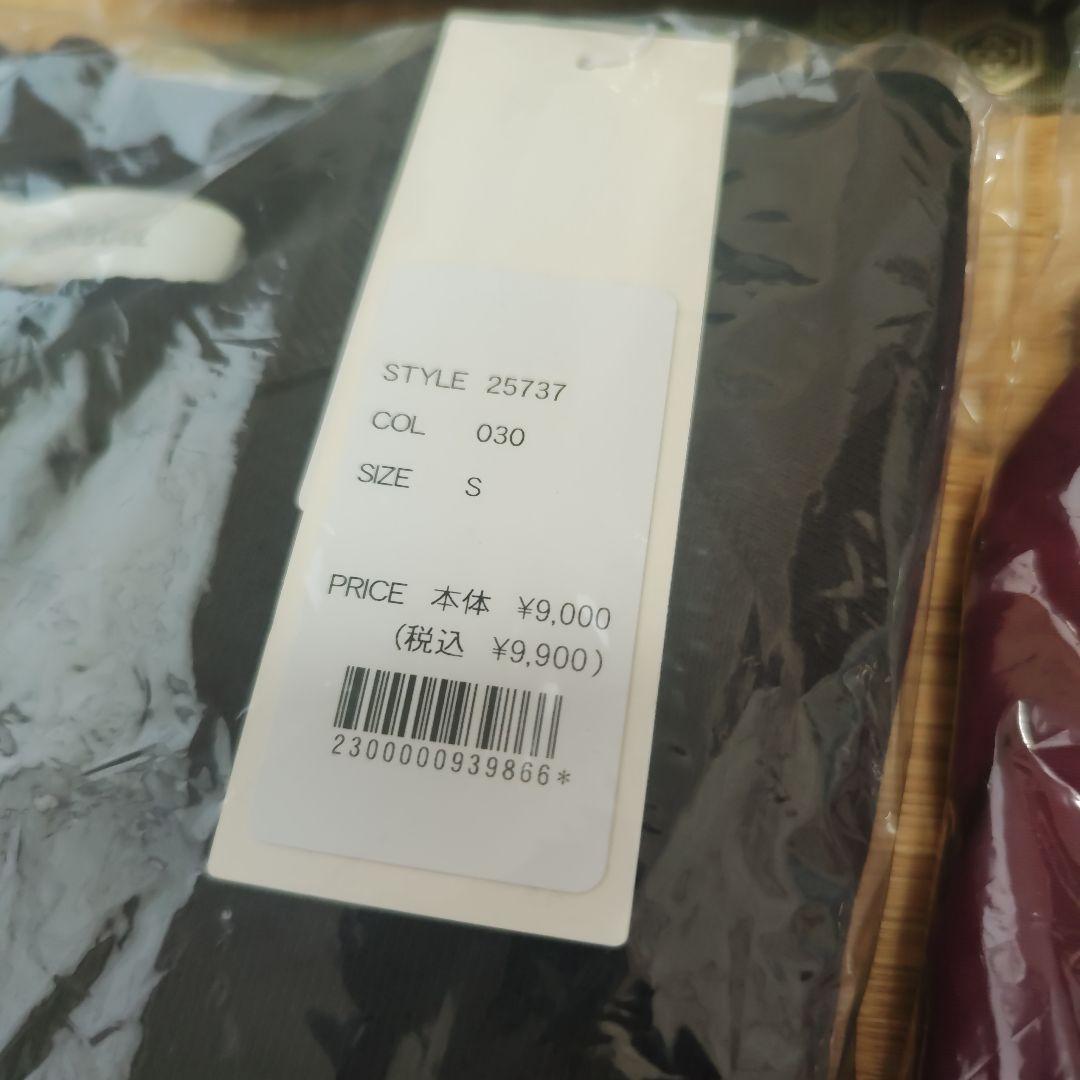 STYLE 25737
COL 030
SIZE S
PRICE 本体 ¥9,000
(税込 ¥9,900)
2300000939866*